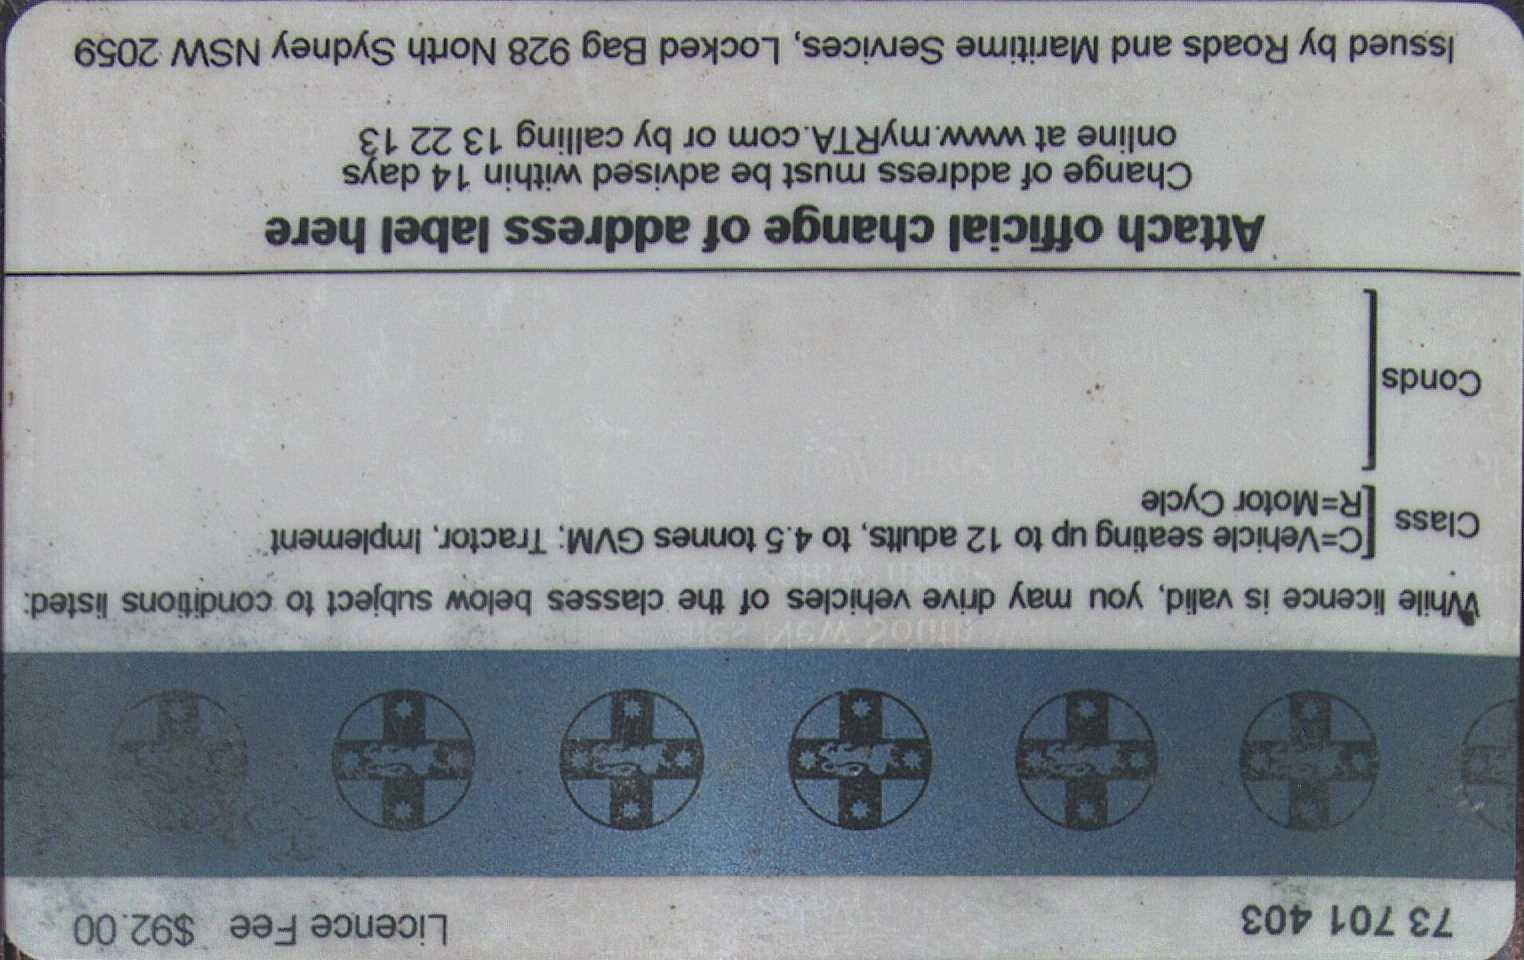 73 701 403 Licence Fee $92.00
While licence is valid, you may drive vehicles of the classes below subject to conditions listed:
Class C=Vehicle seating up to 12 adults, to 4.5 tonnes GVM; Tractor, Implement
R=Motor Cycle
Conds
Attach official change of address label here
Change of address must be advised within 14 days
online at www.myRTA.com or by calling 13 22 13
Issued by Roads and Maritime Services, Locked Bag 928 North Sydney NSW 2059